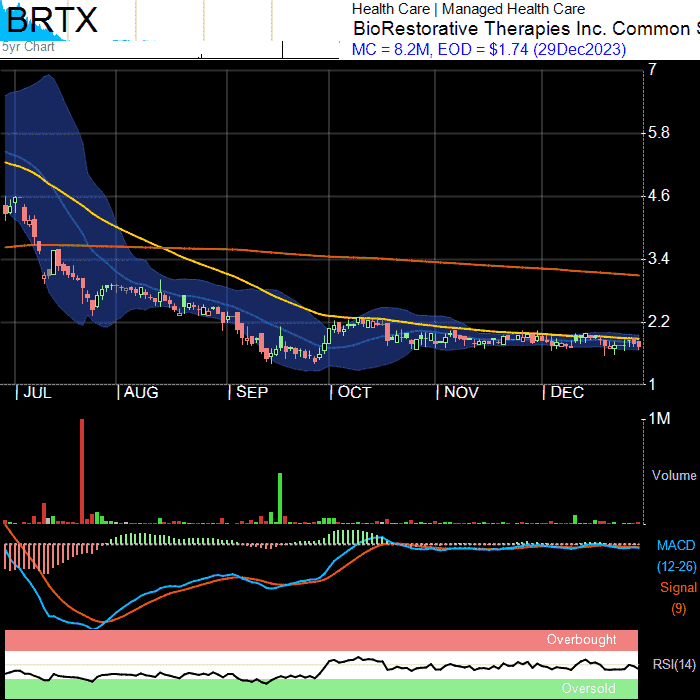 BRTX
5yr Chart
Health Care | Managed Health Care
BioRestorative Therapies Inc. Common S
MC = 8.2M, EOD = $1.74 (29Dec2023)
7
5.8
4.6
3.4
2.2
1
JUL AUG SEP OCT NOV DEC
1M
Volume
MACD
(12-26)
Signal
(9)
Overbought
RSI(14)
Oversold